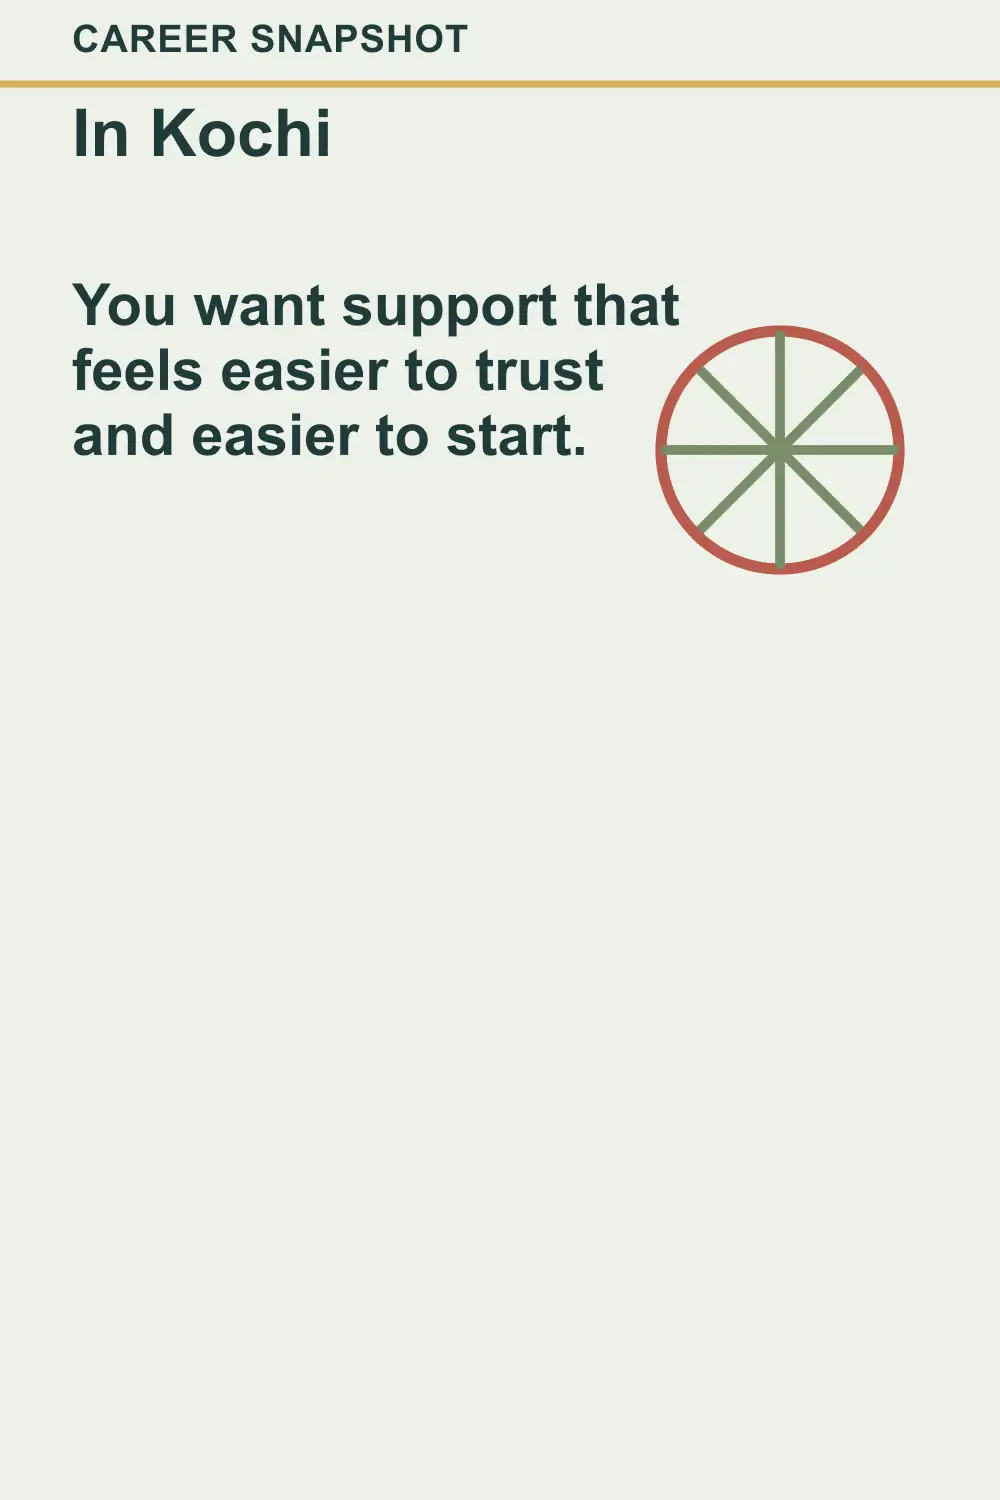 CAREER SNAPSHOT
In Kochi
You want support that
feels easier to trust
and easier to start.